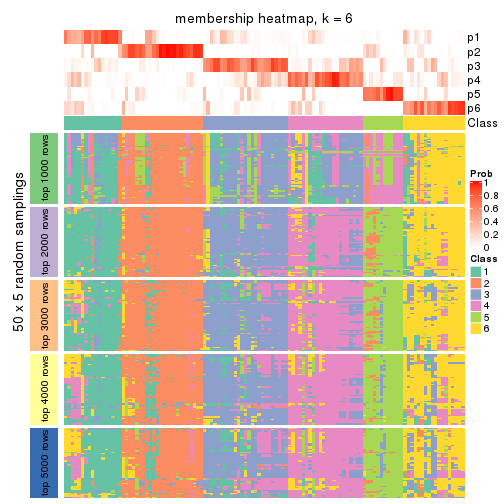 membership heatmap, k = 6
p1
p2
p3
p4
p5
p6
Class
50 x 5 random samplings
top 1000 rows
top 2000 rows
top 3000 rows
top 4000 rows
top 5000 rows
Prob
1
0.8
0.6
0.4
0.2
0
Class
1
2
3
4
5
6